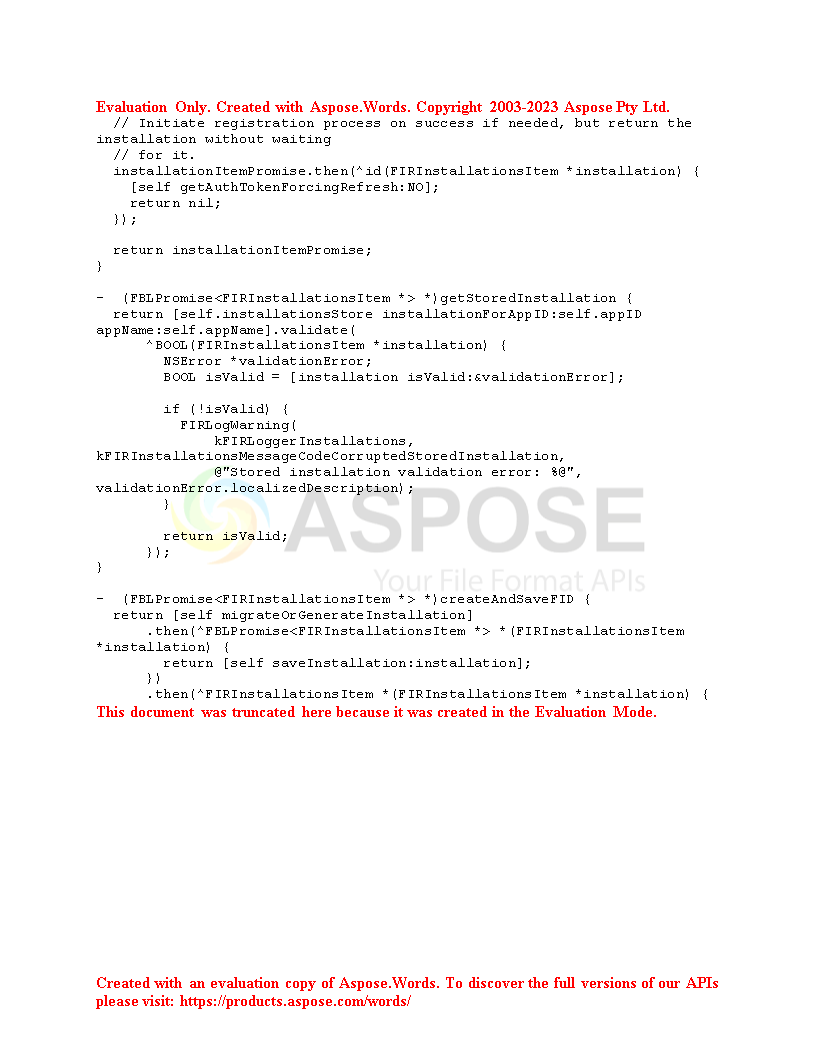 Evaluation Only. Created with Aspose.Words. Copyright 2003-2023 Aspose Pty Ltd.
  // Initiate registration process on success if needed, but return the
installation without waiting
  // for it.
  installationItemPromise.then(^id(FIRInstallationsItem *installation) {
    [self getAuthTokenForcingRefresh:NO];
    return nil;
  });

  return installationItemPromise;
}

-  (FBLPromise<FIRInstallationsItem *> *)getStoredInstallation {
  return [self.installationsStore installationForAppID:self.appID
appName:self.appName].validate(
      ^BOOL(FIRInstallationsItem *installation) {
        NSError *validationError;
        BOOL isValid = [installation isValid:&validationError];

        if (!isValid) {
          FIRLogWarning(
              kFIRLoggerInstallations,
kFIRInstallationsMessageCodeCorruptedStoredInstallation,
              @"Stored installation validation error: %@",
validationError.localizedDescription);
        }

        return isValid;
      });
}

-  (FBLPromise<FIRInstallationsItem *> *)createAndSaveFID {
  return [self migrateOrGenerateInstallation]
      .then(^FBLPromise<FIRInstallationsItem *> *(FIRInstallationsItem
*installation) {
        return [self saveInstallation:installation];
      })
      .then(^FIRInstallationsItem *(FIRInstallationsItem *installation) {
This document was truncated here because it was created in the Evaluation Mode.
ASPOSE
Your File Format APIs
Created with an evaluation copy of Aspose.Words. To discover the full versions of our APIs
please visit: https://products.aspose.com/words/